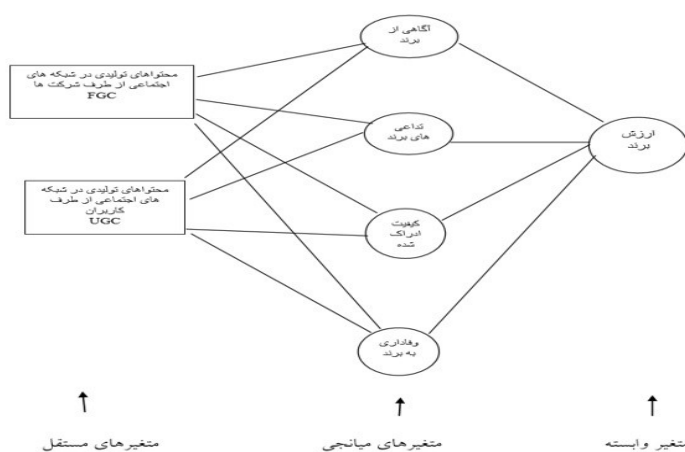 آگاهی از
برند
محتواهای تولیدی در شبکه های
اجتماعی از طرف شرکت ها
FGC
تداعی
های برند
ارزش
برند
محتواهای تولیدی در شبکه
های اجتماعی از طرف
کاربران
UGC
کیفیت
ادراک
شده
وفاداری
به برند
متغیرهای مستقل
متغیرهای میانجی
متغیر وابسته